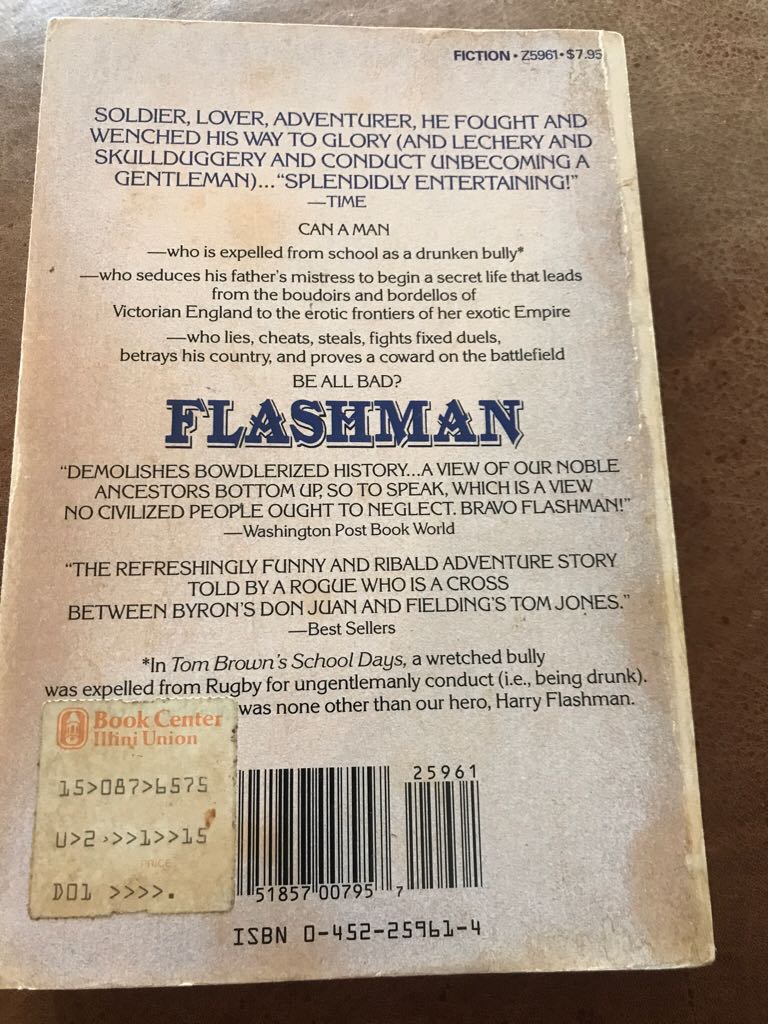 FICTION • Z5961 • $7.95
SOLDIER, LOVER, ADVENTURER, HE FOUGHT AND
WENCHED HIS WAY TO GLORY (AND LECHERY AND
SKULLDUGGERY AND CONDUCT UNBECOMING A
GENTLEMAN)..."SPLENDIDLY ENTERTAINING!"
—TIME
CAN A MAN
—who is expelled from school as a drunken bully*
—who seduces his father's mistress to begin a secret life that leads
from the boudoirs and bordellos of
Victorian England to the erotic frontiers of her exotic Empire
—who lies, cheats, steals, fights fixed duels,
betrays his country, and proves a coward on the battlefield
BE ALL BAD?
FLASHMAN
"DEMOLISHES BOWDLERIZED HISTORY...A VIEW OF OUR NOBLE
ANCESTORS BOTTOM UP, SO TO SPEAK, WHICH IS A VIEW
NO CIVILIZED PEOPLE OUGHT TO NEGLECT. BRAVO FLASHMAN!"
—Washington Post Book World
"THE REFRESHINGLY FUNNY AND RIBALD ADVENTURE STORY
TOLD BY A ROGUE WHO IS A CROSS
BETWEEN BYRON'S DON JUAN AND FIELDING'S TOM JONES."
—Best Sellers
*In Tom Brown's School Days, a wretched bully
was expelled from Rugby for ungentlemanly conduct (i.e., being drunk).
was none other than our hero, Harry Flashman.
Book Center
Illini Union
15>087>6575
U>2 >>>1>>15
PRICE
D01 >>>>.
25961
51857 00795 7
ISBN 0-452-25961-4